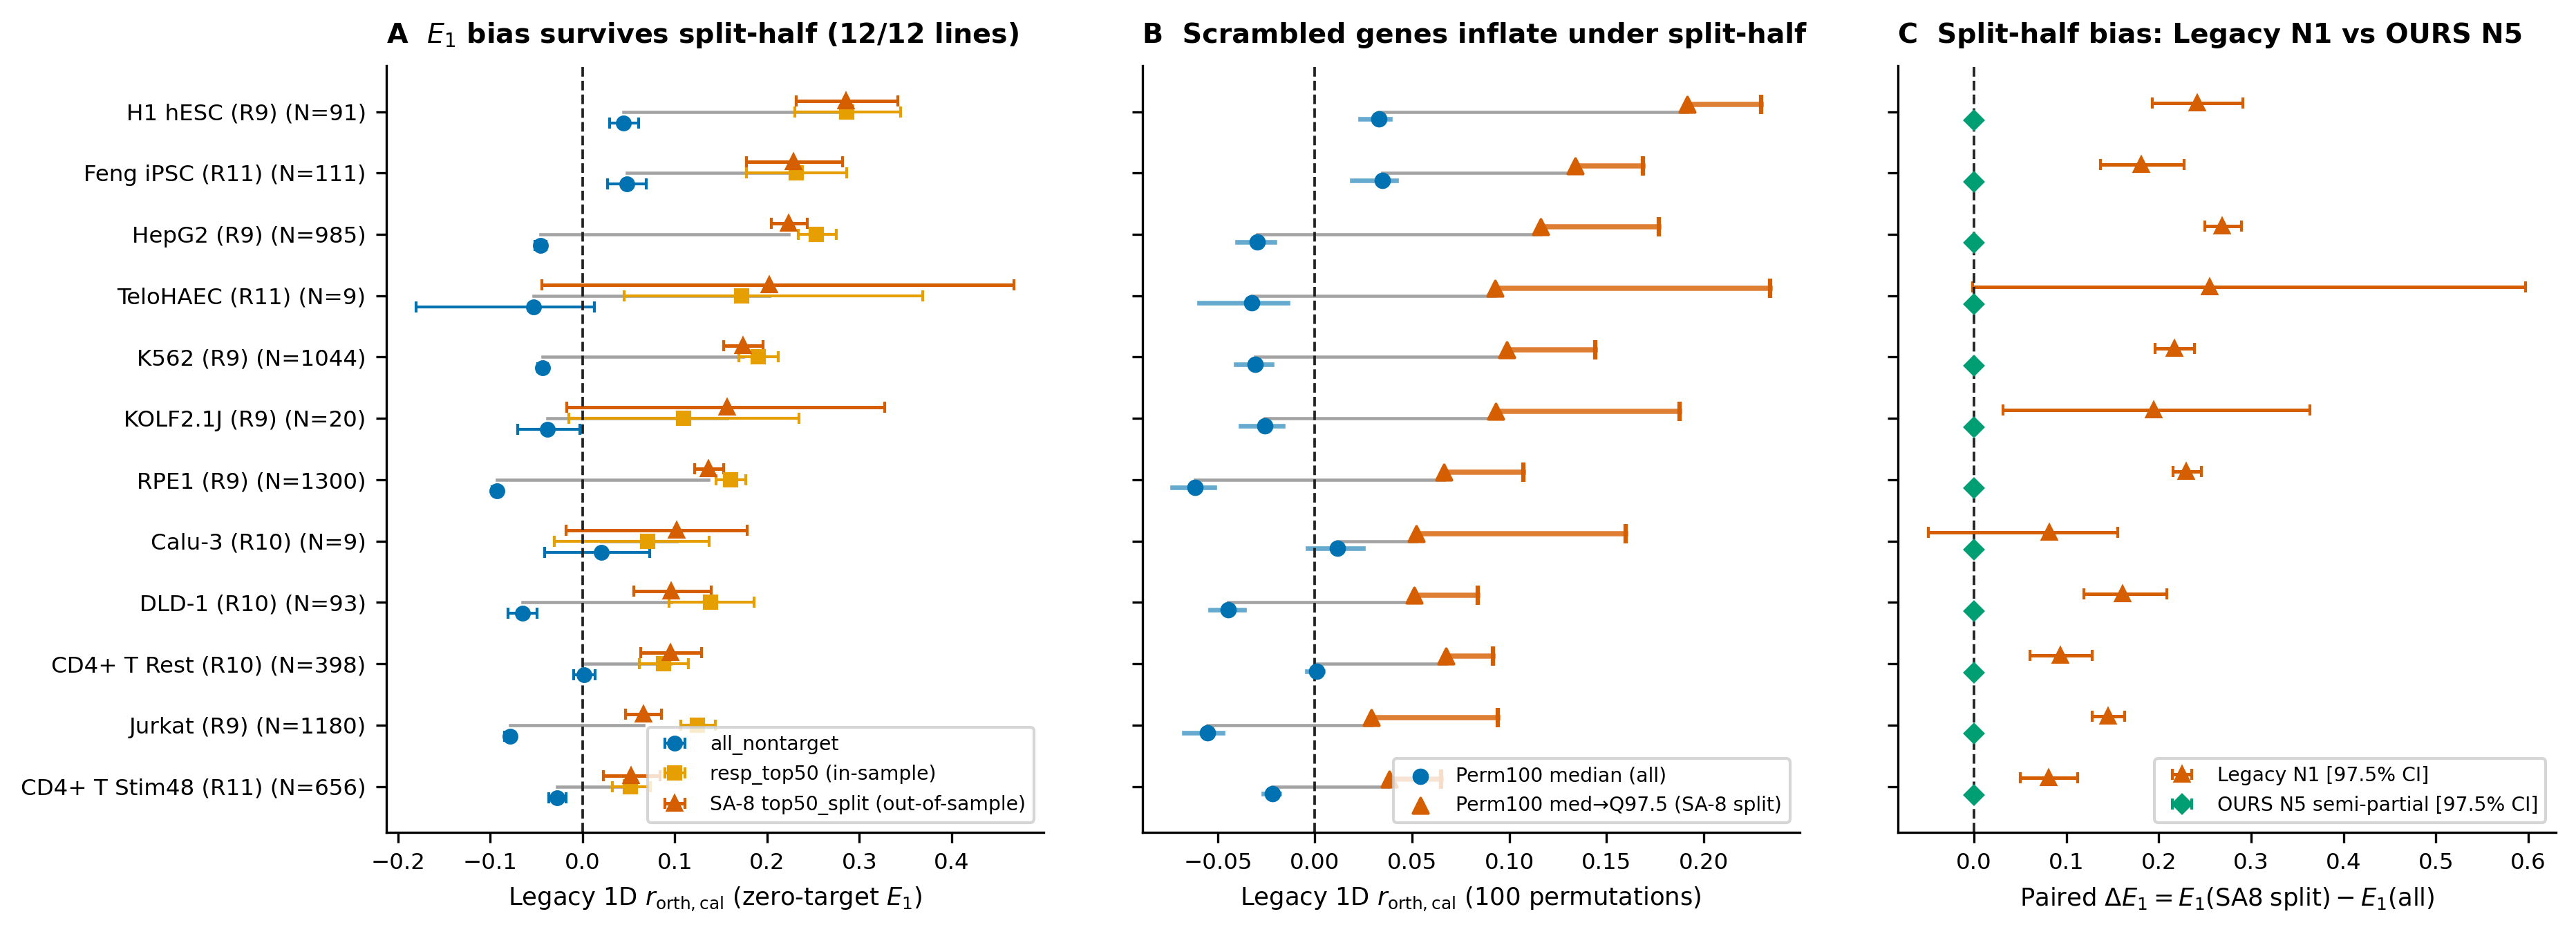 A E₁ bias survives split-half (12/12 lines)
B Scrambled genes inflate under split-half
C Split-half bias: Legacy N1 vs OURS N5
H1 hESC (R9) (N=91)
Feng iPSC (R11) (N=111)
HepG2 (R9) (N=985)
TeloHAEC (R11) (N=9)
K562 (R9) (N=1044)
KOLF2.1J (R9) (N=20)
RPE1 (R9) (N=1300)
Calu-3 (R10) (N=9)
DLD-1 (R10) (N=93)
CD4+ T Rest (R10) (N=398)
Jurkat (R9) (N=1180)
CD4+ T Stim48 (R11) (N=656)
all_nontarget
resp_top50 (in-sample)
SA-8 top50_split (out-of-sample)
−0.2 −0.1 0.0 0.1 0.2 0.3 0.4
Legacy 1D r_orth, cal (zero-target E₁)
Perm100 median (all)
Perm100 med→Q97.5 (SA-8 split)
−0.05 0.00 0.05 0.10 0.15 0.20
Legacy 1D r_orth, cal (100 permutations)
Legacy N1 [97.5% CI]
OURS N5 semi-partial [97.5% CI]
0.0 0.1 0.2 0.3 0.4 0.5 0.6
Paired ΔE₁ = E₁(SA8 split) − E₁(all)